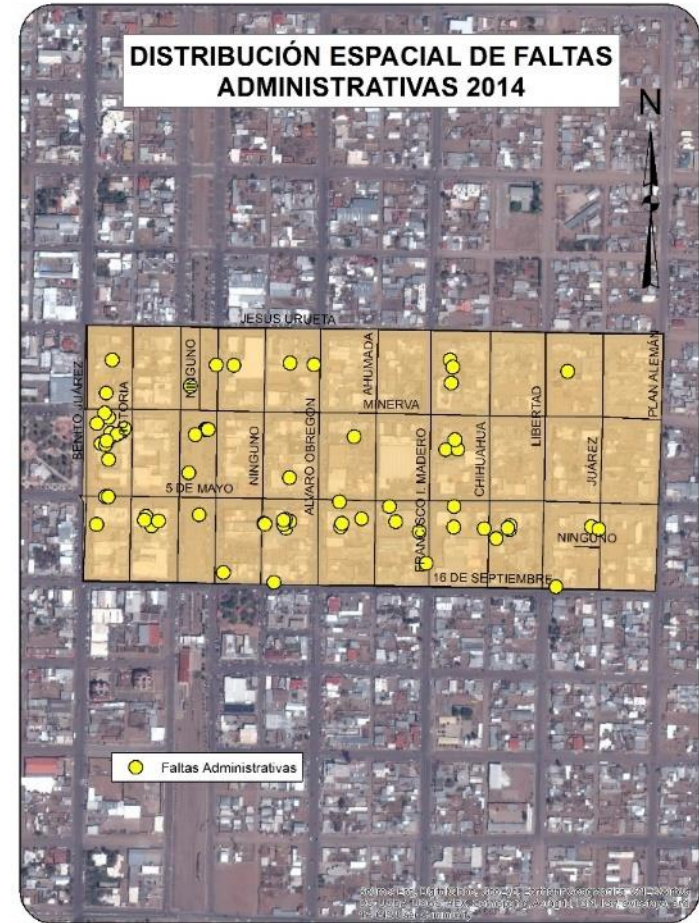 DISTRIBUCIÓN ESPACIAL DE FALTAS
ADMINISTRATIVAS 2014
N
JESUS URUETA
BENITO JUÁREZ
NINGUNO
AHUMADA
PLAN ALEMÁN
MINERVA
LIBERTAD
NINGUNO
ALVARO OBREGON
FRANCISCO I. MADERO
CHIHUAHUA
JUÁREZ
5 DE MAYO
NINGUNO
16 DE SEPTIEMBRE
Faltas Administrativas